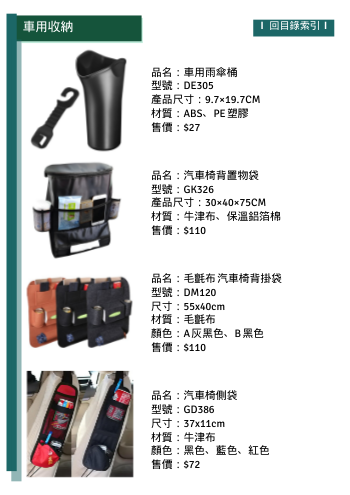 車用收納
I 回目錄索引 I
品名：車用雨傘桶
型號：DE305
產品尺寸：9.7×19.7CM
材質：ABS、PE 塑膠
售價：$27
品名：汽車椅背置物袋
型號：GK326
產品尺寸：30×40×75CM
材質：牛津布、保溫鋁箔棉
售價：$110
品名：毛氈布 汽車椅背掛袋
型號：DM120
尺寸：55x40cm
材質：毛氈布
顏色：A 灰黑色、B 黑色
售價：$110
品名：汽車椅側袋
型號：GD386
尺寸：37x11cm
材質：牛津布
顏色：黑色、藍色、紅色
售價：$72